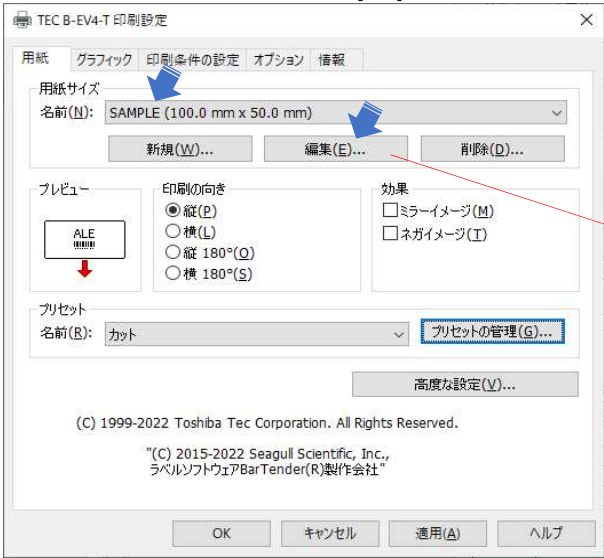 TEC B-EV4-T 印刷設定
用紙 グラフィック 印刷条件の設定 オプション 情報
用紙サイズ
名前(N): SAMPLE (100.0 mm x 50.0 mm)
新規(W)... 編集(E)... 削除(D)...
プレビュー 印刷の向き 効果
縦(P) ミラーイメージ(M)
ALE 横(L) ネガイメージ(T)
縦 180°(O)
横 180°(S)
プリセット
名前(R): カット プリセットの管理(G)...
高度な設定(V)...
(C) 1999-2022 Toshiba Tec Corporation. All Rights Reserved.
"(C) 2015-2022 Seagull Scientific, Inc.,
ラベルソフトウェアBarTender(R)製作会社"
OK キャンセル 適用(A) ヘルプ